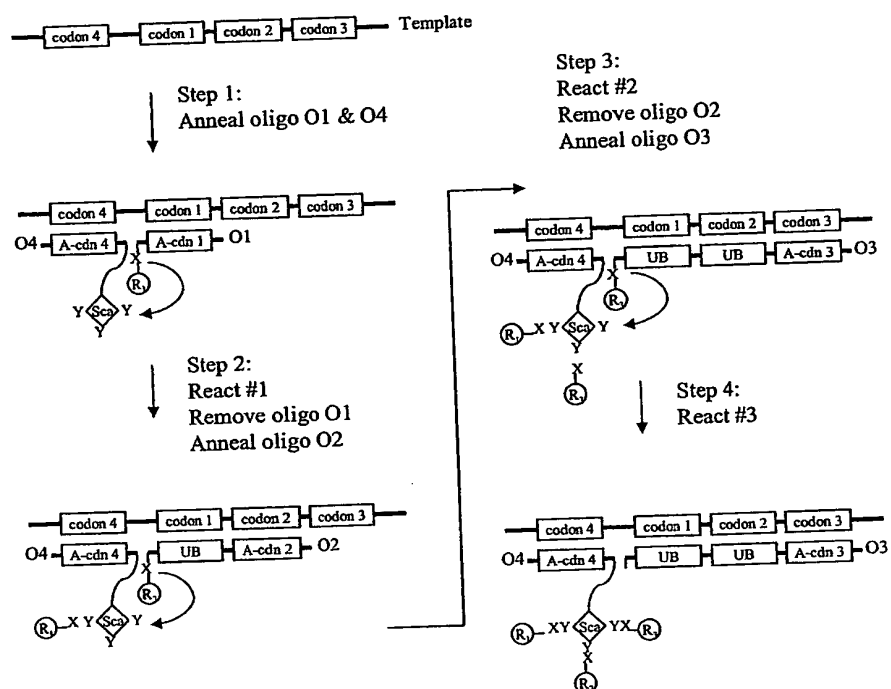 codon 4 codon 1 codon 2 codon 3 Template
Step 1:
Anneal oligo O1 & O4
codon 4 codon 1 codon 2 codon 3
O4 A-cdn 4 A-cdn 1 O1
X
R₁
Y Sca Y
Y
Step 2:
React #1
Remove oligo O1
Anneal oligo O2
codon 4 codon 1 codon 2 codon 3
O4 A-cdn 4 UB A-cdn 2 O2
X
R₂
R₁ X Y Sca Y
Y
Step 3:
React #2
Remove oligo O2
Anneal oligo O3
codon 4 codon 1 codon 2 codon 3
O4 A-cdn 4 UB UB A-cdn 3 O3
X
R₁ X Y Sca Y
Y
X
Step 4:
React #3
codon 4 codon 1 codon 2 codon 3
O4 A-cdn 4 UB UB A-cdn 3 O3
R₁ XY Sca YX
Y
X